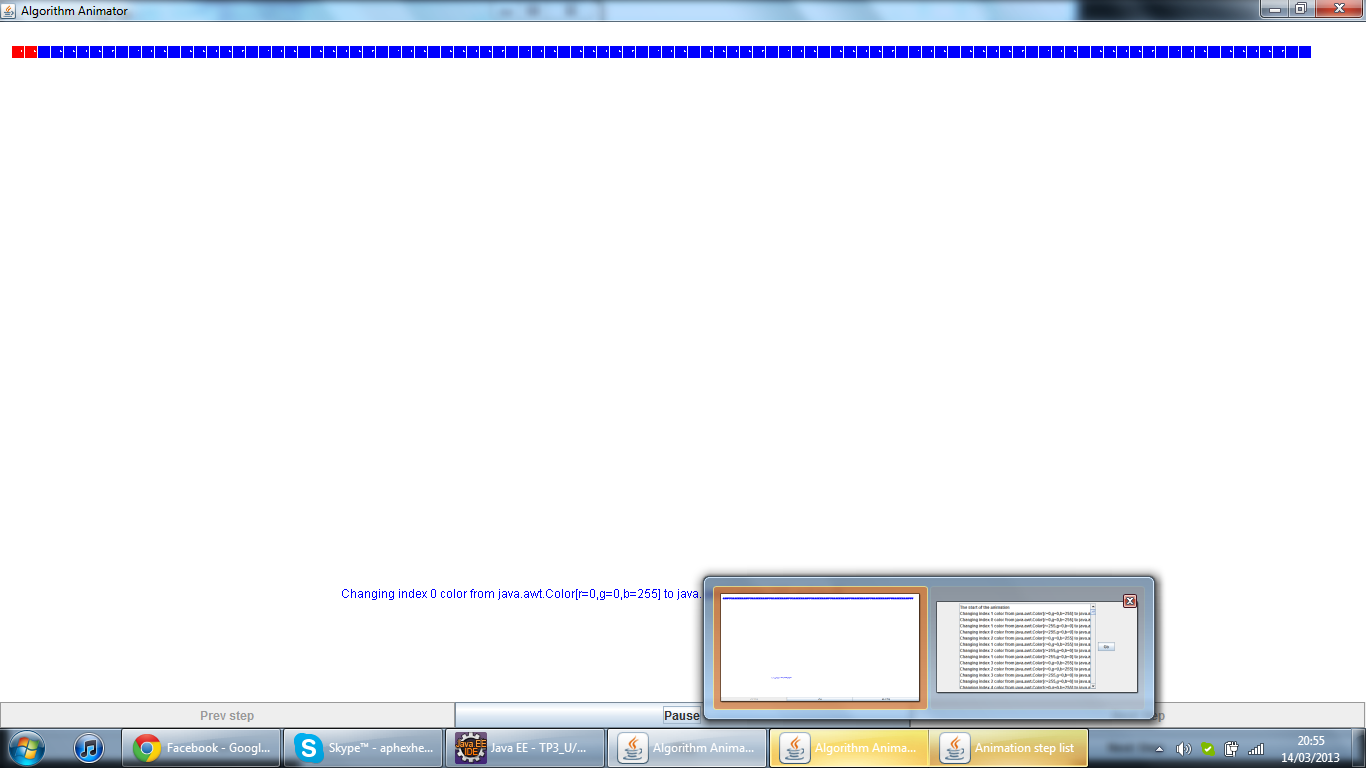 Algorithm Animator
Changing index 0 color from java.awt.Color[r=0,g=0,b=255] to java.
The start of the animation
Changing index 1 color from java.awt.Color[r=0,g=0,b=255] to java.a
Changing index 0 color from java.awt.Color[r=0,g=0,b=255] to java.a
Changing index 1 color from java.awt.Color[r=255,g=0,b=0] to java.a
Changing index 0 color from java.awt.Color[r=255,g=0,b=0] to java.a
Changing index 2 color from java.awt.Color[r=0,g=0,b=255] to java.a
Changing index 1 color from java.awt.Color[r=0,g=0,b=255] to java.a
Changing index 2 color from java.awt.Color[r=255,g=0,b=0] to java.a
Changing index 1 color from java.awt.Color[r=255,g=0,b=0] to java.a
Changing index 3 color from java.awt.Color[r=0,g=0,b=255] to java.a
Changing index 2 color from java.awt.Color[r=0,g=0,b=255] to java.a
Changing index 3 color from java.awt.Color[r=255,g=0,b=0] to java.a
Changing index 2 color from java.awt.Color[r=255,g=0,b=0] to java.a
Changing index 4 color from java.awt.Color[r=0,g=0,b=255] to java.a
Prev step
Pause
step
Facebook - Googl...
Skype™ - aphexhe...
Java EE - TP3_U/...
Algorithm Anima...
Algorithm Anima...
Animation step list
20:55
14/03/2013